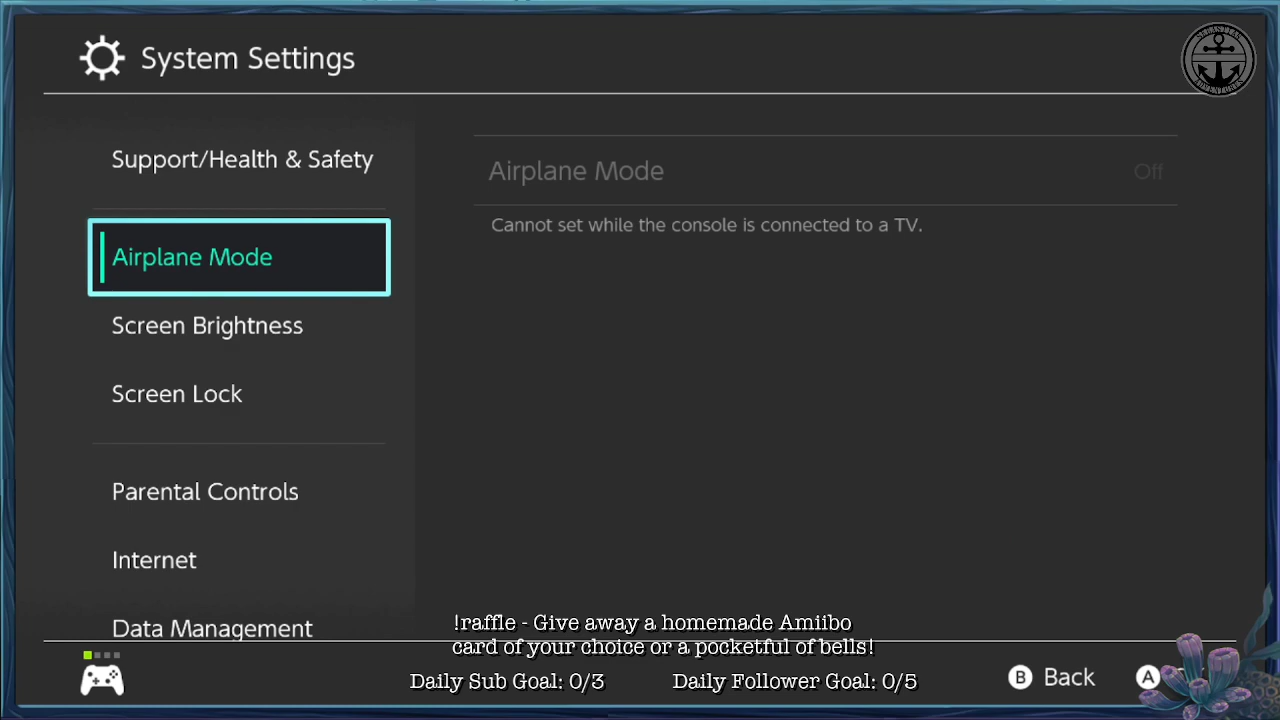 System Settings
Support/Health & Safety
Airplane Mode
Screen Brightness
Screen Lock
Parental Controls
Internet
Data Management
Airplane Mode Off
Cannot set while the console is connected to a TV.
!raffle - Give away a homemade Amiibo
card of your choice or a pocketful of bells!
Daily Sub Goal: 0/3 Daily Follower Goal: 0/5
B Back A